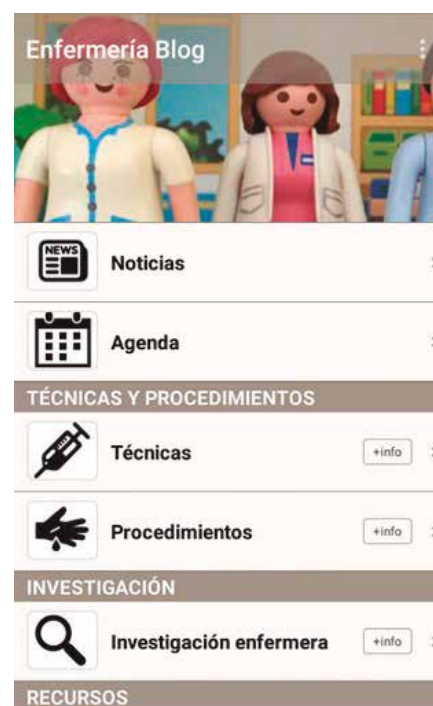 Enfermería Blog
NEWS
Noticias
Agenda
TÉCNICAS Y PROCEDIMIENTOS
Técnicas
+info
Procedimientos
+info
INVESTIGACIÓN
Investigación enfermera
+info
RECURSOS